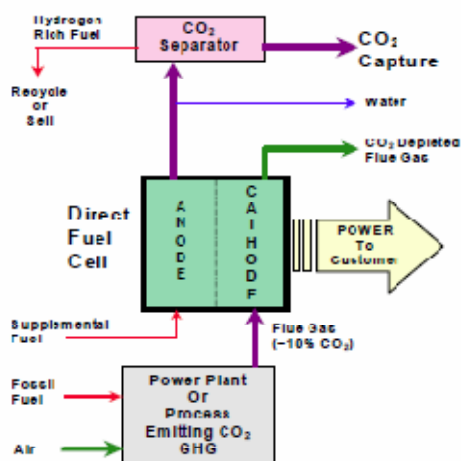 Hydrogen
Rich Fuel
CO₂
Separator
CO₂
Capture
Recycle
or
Sell
Water
CO₂ Depleted
Flue Gas
Direct
Fuel
Cell
ANODE
CATHODE
POWER
To
Customer
Supplemental
Fuel
Flue Gas
(~10% CO₂)
Fossil
Fuel
Power Plant
Or
Process
Emitting CO₂
GHG
Air